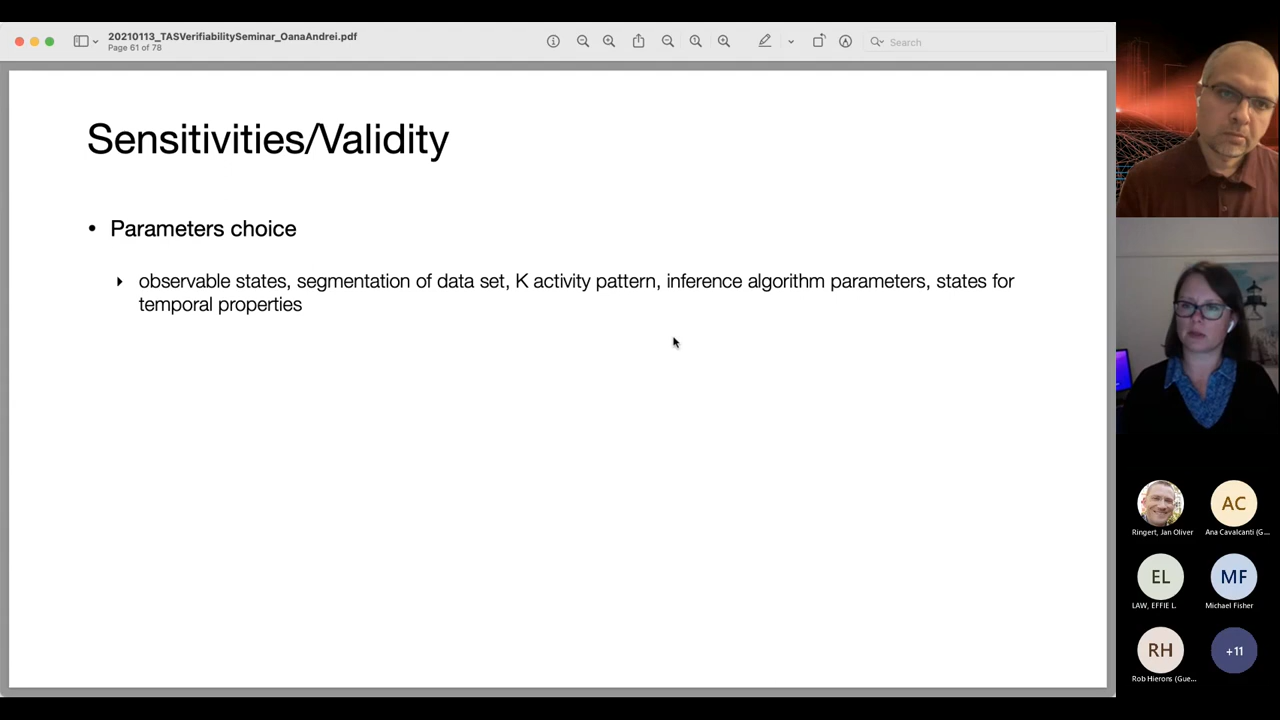 20210113_TASVerifiabilitySeminar_OanaAndrei.pdf
Page 61 of 78
Search
Sensitivities/Validity
• Parameters choice
‣ observable states, segmentation of data set, K activity pattern, inference algorithm parameters, states for
temporal properties
AC
Ringert, Jan Oliver
Ana Cavalcanti (G...
EL
MF
LAW, EFFIE L.
Michael Fisher
RH
+11
Rob Hierons (Gue...